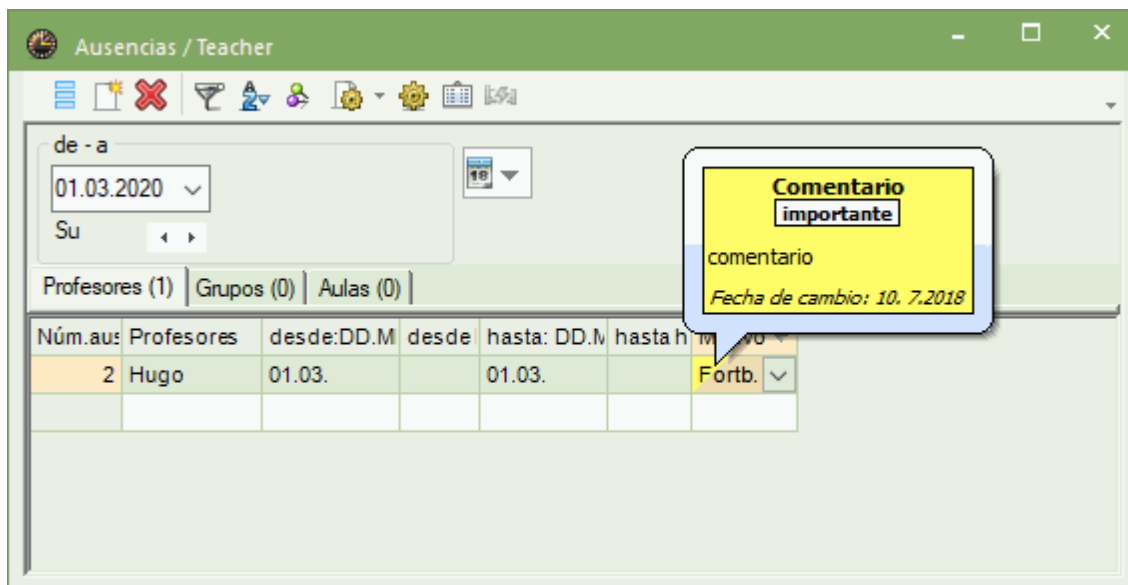 Ausencias / Teacher
de - a
01.03.2020
18
Su
Comentario
importante
comentario
Fecha de cambio: 10. 7.2018
Profesores (1) Grupos (0) Aulas (0)
Núm.aus Profesores desde:DD.M desde hasta: DD.M hasta h
2 Hugo 01.03. 01.03. Fortb.